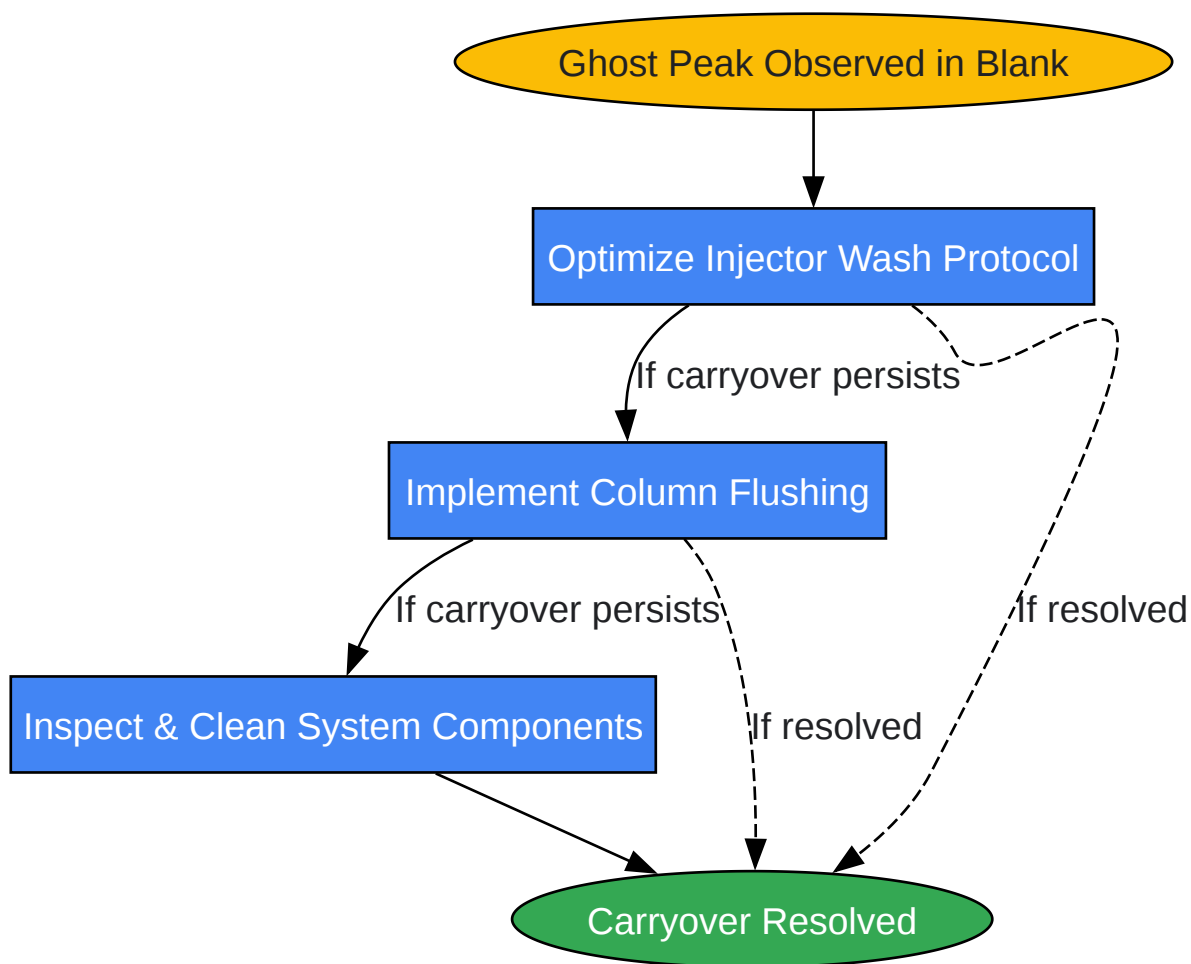 Ghost Peak Observed in Blank
Optimize Injector Wash Protocol
If carryover persists
Implement Column Flushing
If carryover persists
If resolved
Inspect & Clean System Components
If resolved
Carryover Resolved